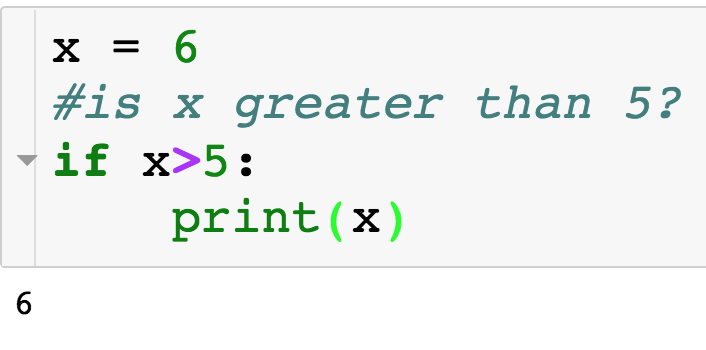 x = 6
#is x greater than 5?
if x>5:
    print(x)
6